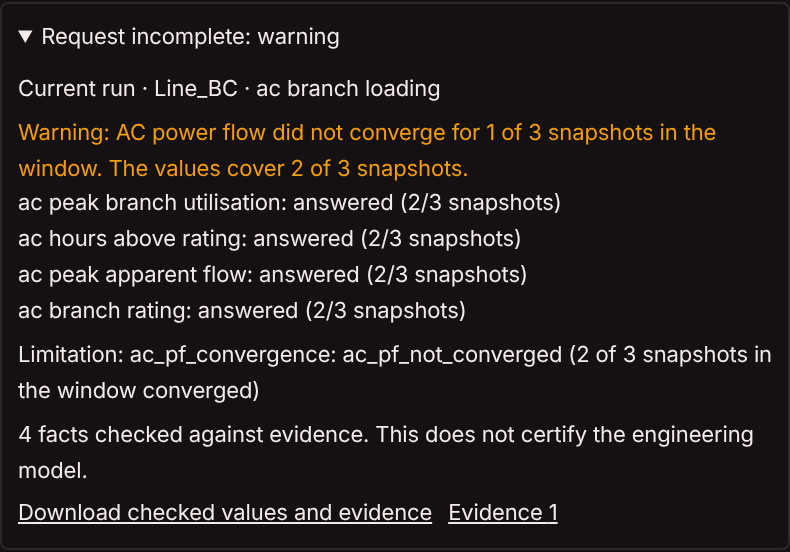 ▼ Request incomplete: warning
Current run · Line_BC · ac branch loading
Warning: AC power flow did not converge for 1 of 3 snapshots in the
window. The values cover 2 of 3 snapshots.
ac peak branch utilisation: answered (2/3 snapshots)
ac hours above rating: answered (2/3 snapshots)
ac peak apparent flow: answered (2/3 snapshots)
ac branch rating: answered (2/3 snapshots)
Limitation: ac_pf_convergence: ac_pf_not_converged (2 of 3 snapshots in
the window converged)
4 facts checked against evidence. This does not certify the engineering
model.
Download checked values and evidence Evidence 1